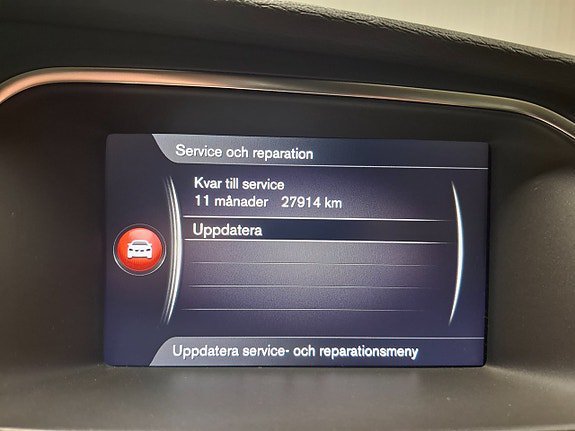 Service och reparation
Kvar till service
11 månader 27914 km
Uppdatera
Uppdatera service- och reparationsmeny